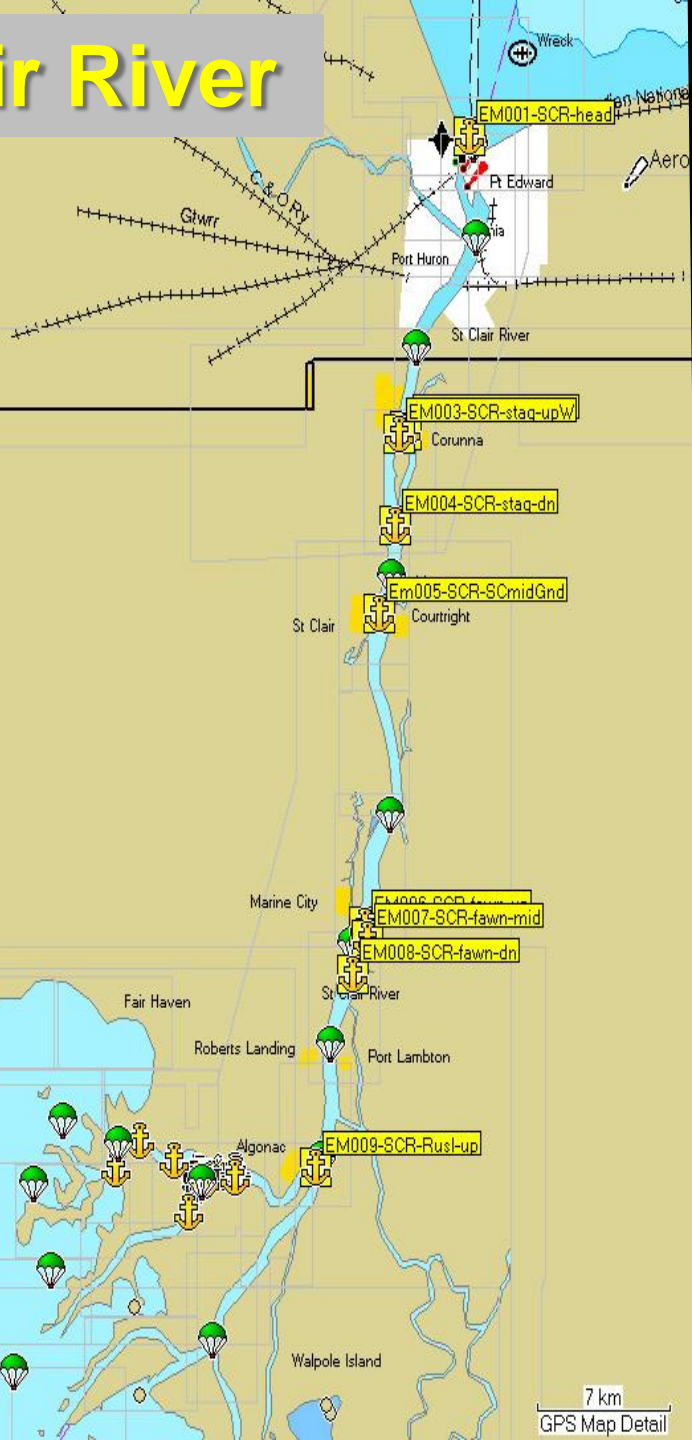 ir River
Wreck
EM001-SCR-head
Aero
Pt Edward
C & O Ry
Gtwrr
Port Huron
St Clair River
EM003-SCR-stag-upW
Corunna
EM004-SCR-stag-dn
Em005-SCR-SCmidGnd
Courtright
St Clair
Marine City
EM007-SCR-fawn-mid
EM008-SCR-fawn-dn
St Clair River
Fair Haven
Roberts Landing
Port Lambton
Algonac
EM009-SCR-Rusl-up
Walpole Island
7 km
GPS Map Detail